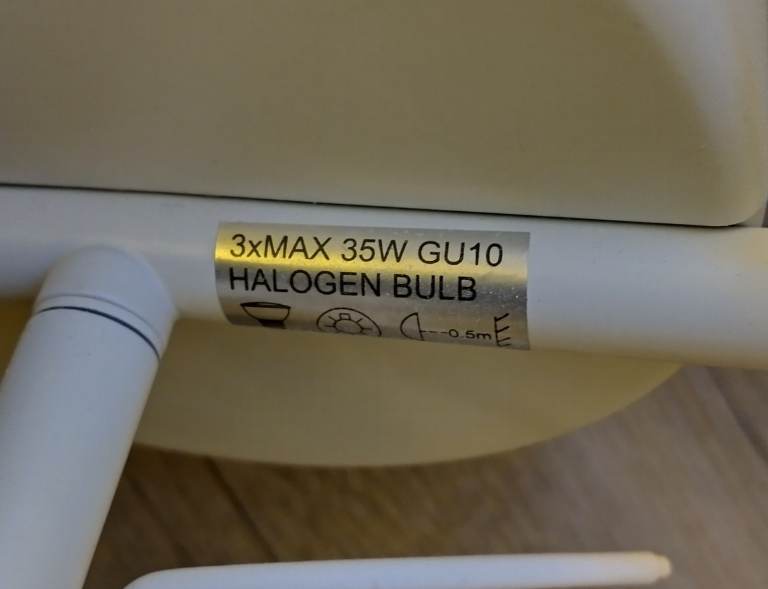 3xMAX 35W GU10
HALOGEN BULB
0.5m